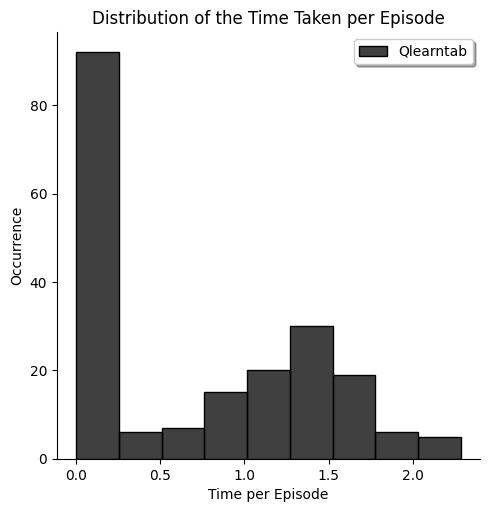 Distribution of the Time Taken per Episode
Qlearntab
80
60
40
20
0
Occurrence
0.0 0.5 1.0 1.5 2.0
Time per Episode